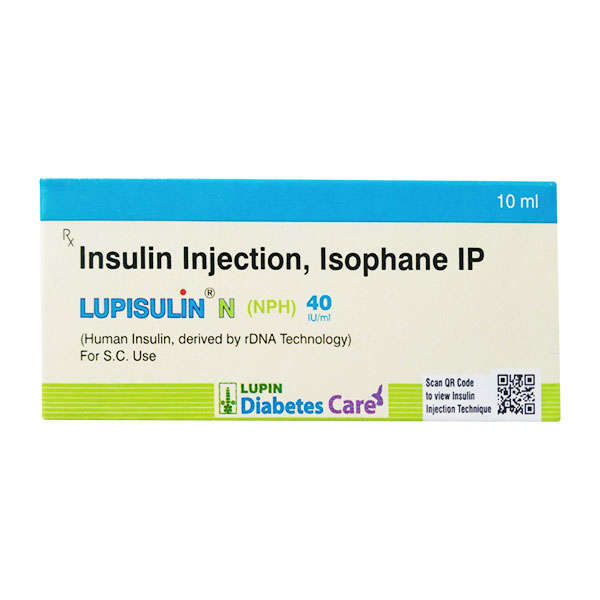 10 ml
Rx
Insulin Injection, Isophane IP
LUPISULIN® N (NPH) 40 IU/ml
(Human Insulin, derived by rDNA Technology)
For S.C. Use
LUPIN
Diabetes Care
Scan QR Code
to view Insulin
Injection Technique